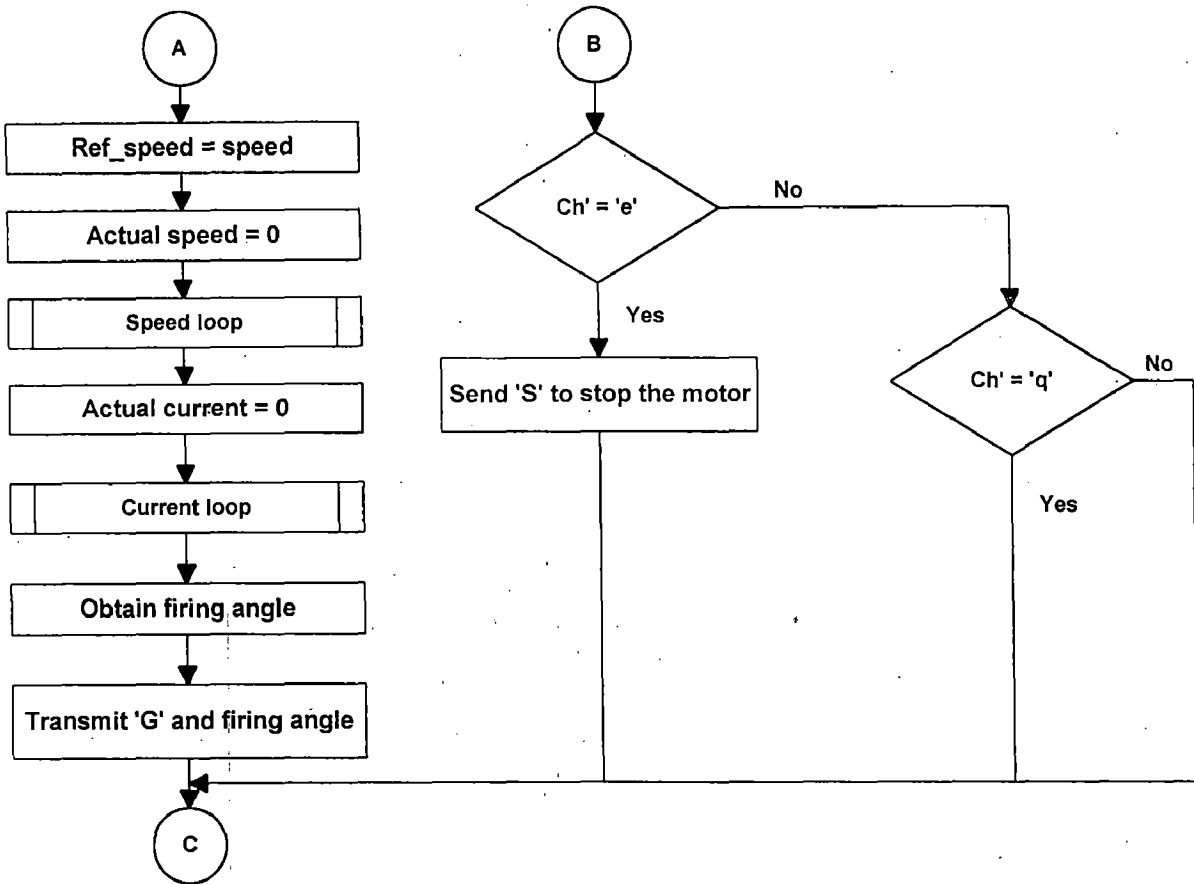 A
Ref_speed = speed
Actual speed = 0
Speed loop
Actual current = 0
Current loop
Obtain firing angle
Transmit 'G' and firing angle
C
B
Ch' = 'e'
No
Yes
Send 'S' to stop the motor
Ch' = 'q'
No
Yes